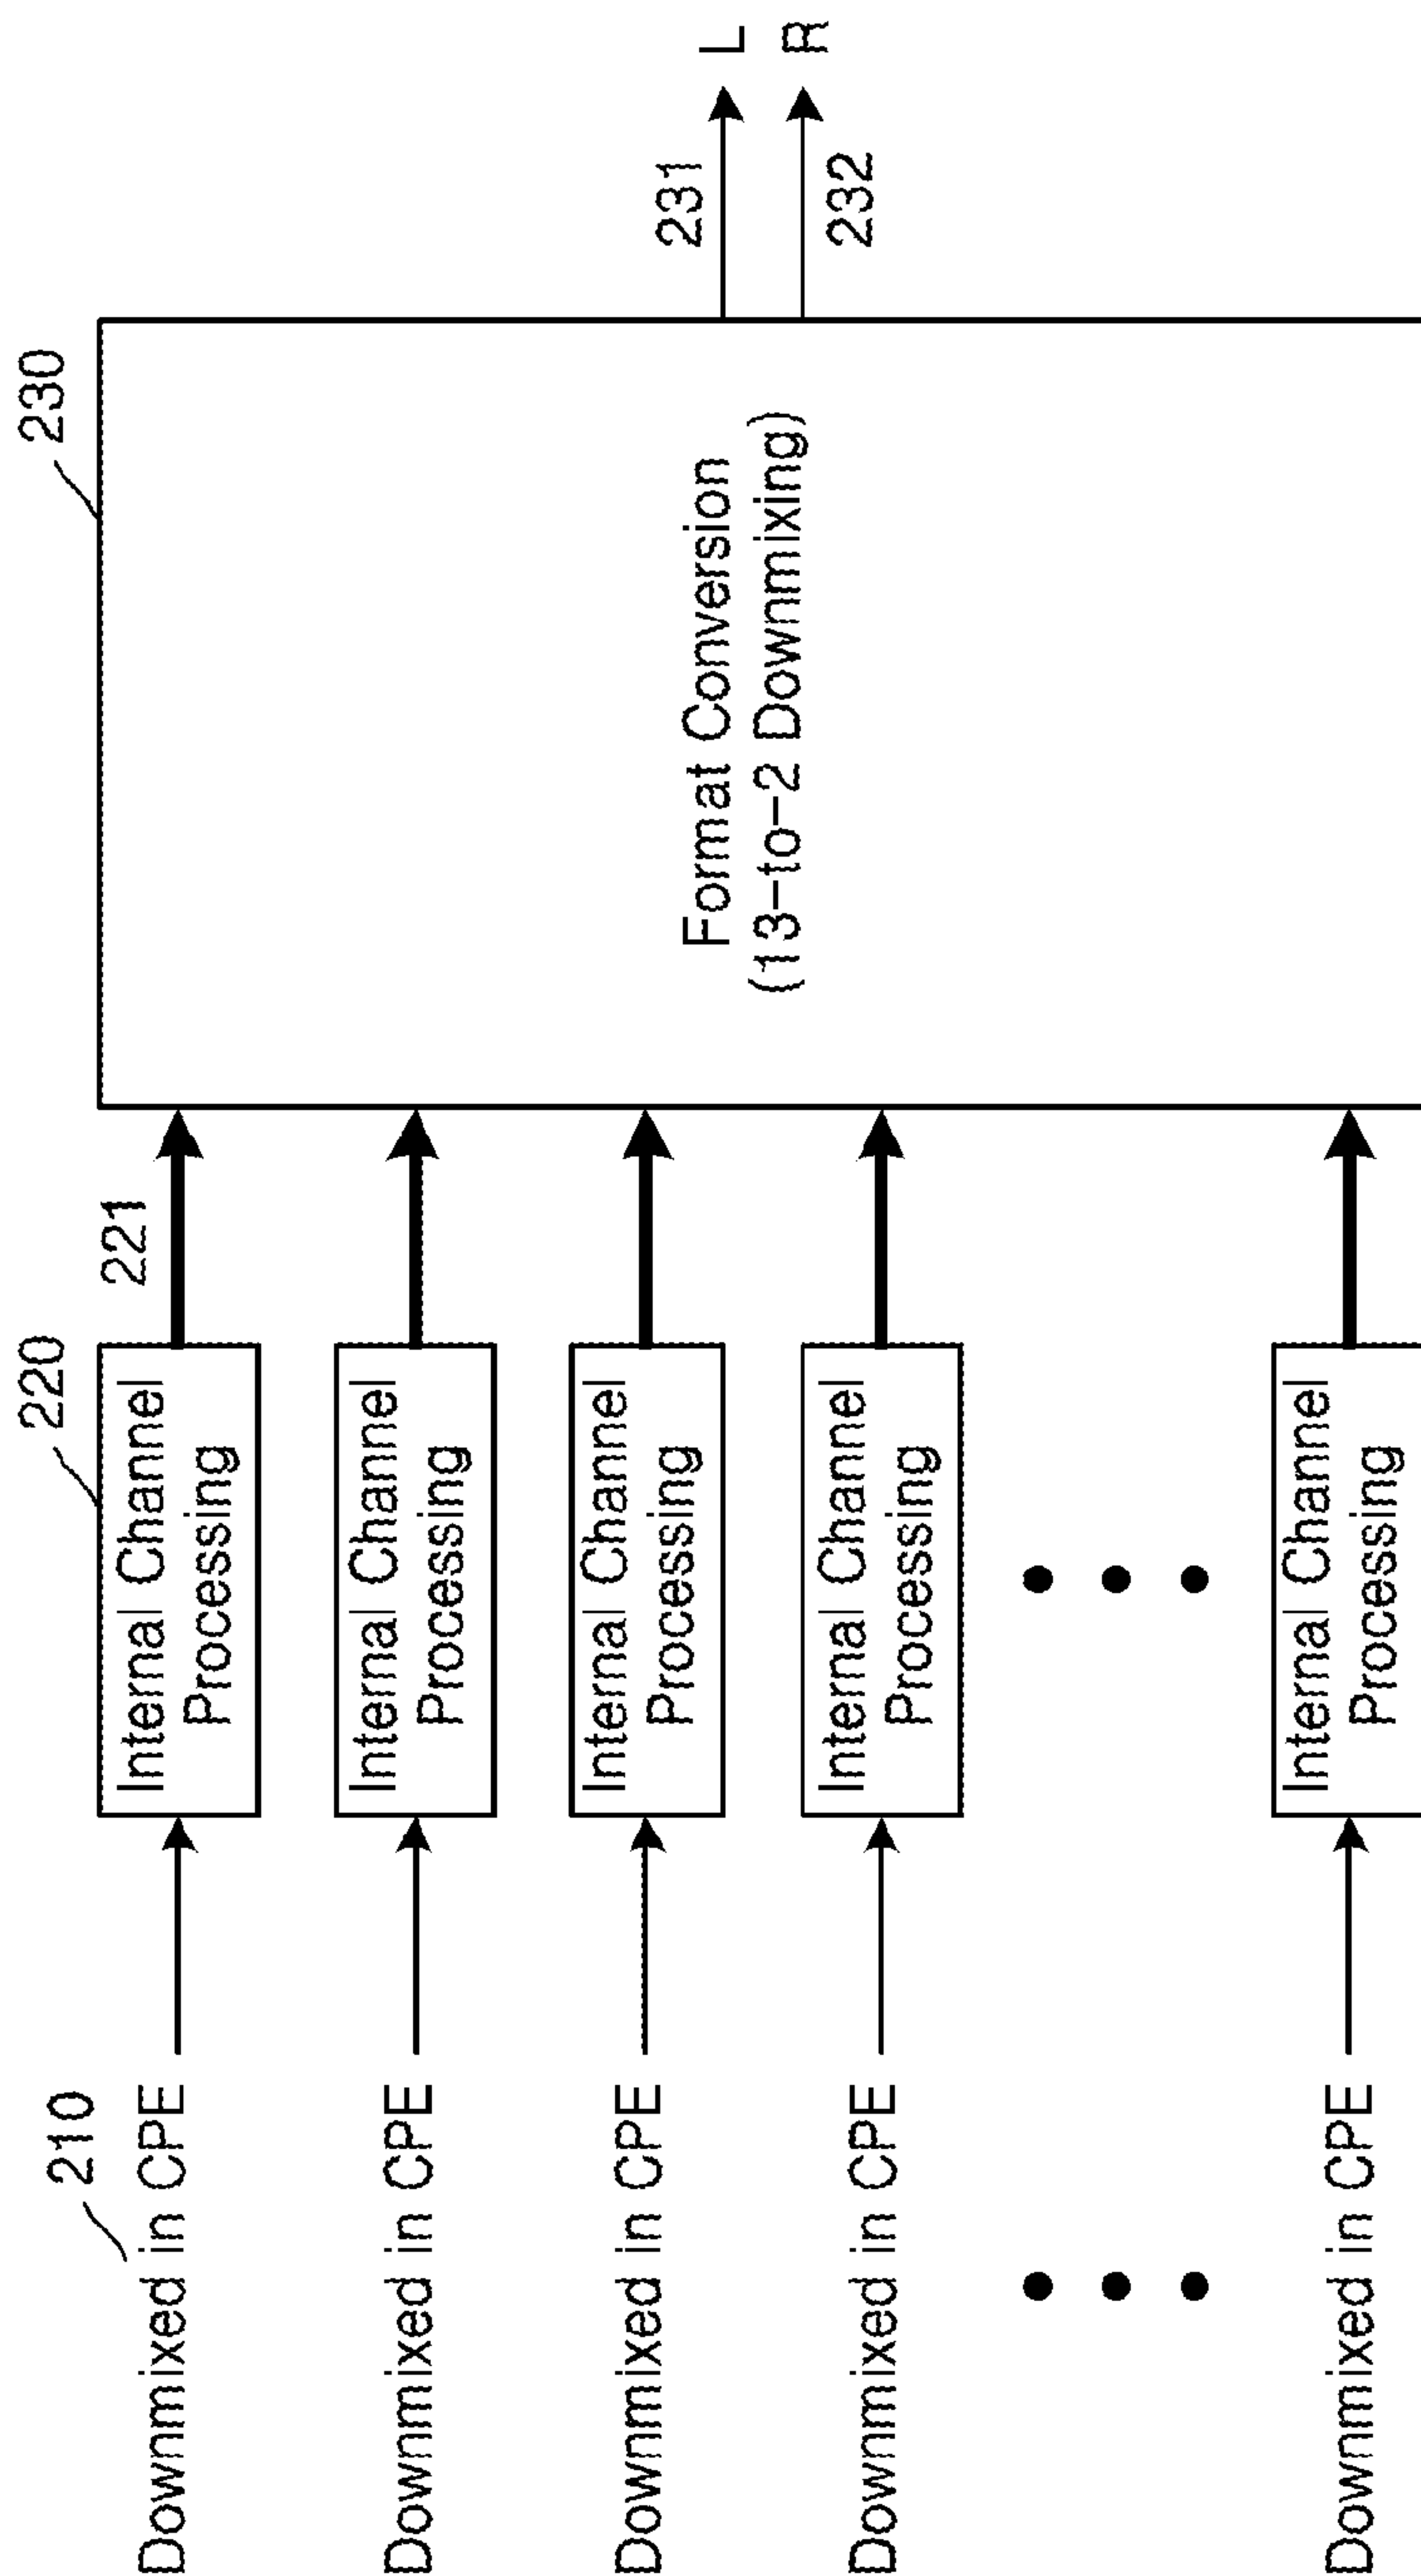 210
Downmixed in CPE
220
Internal Channel
Processing
221
230
Format Conversion
(13-to-2 Downmixing)
231
L
232
R
Downmixed in CPE
Internal Channel
Processing
Downmixed in CPE
Internal Channel
Processing
Downmixed in CPE
Internal Channel
Processing
Downmixed in CPE
Internal Channel
Processing